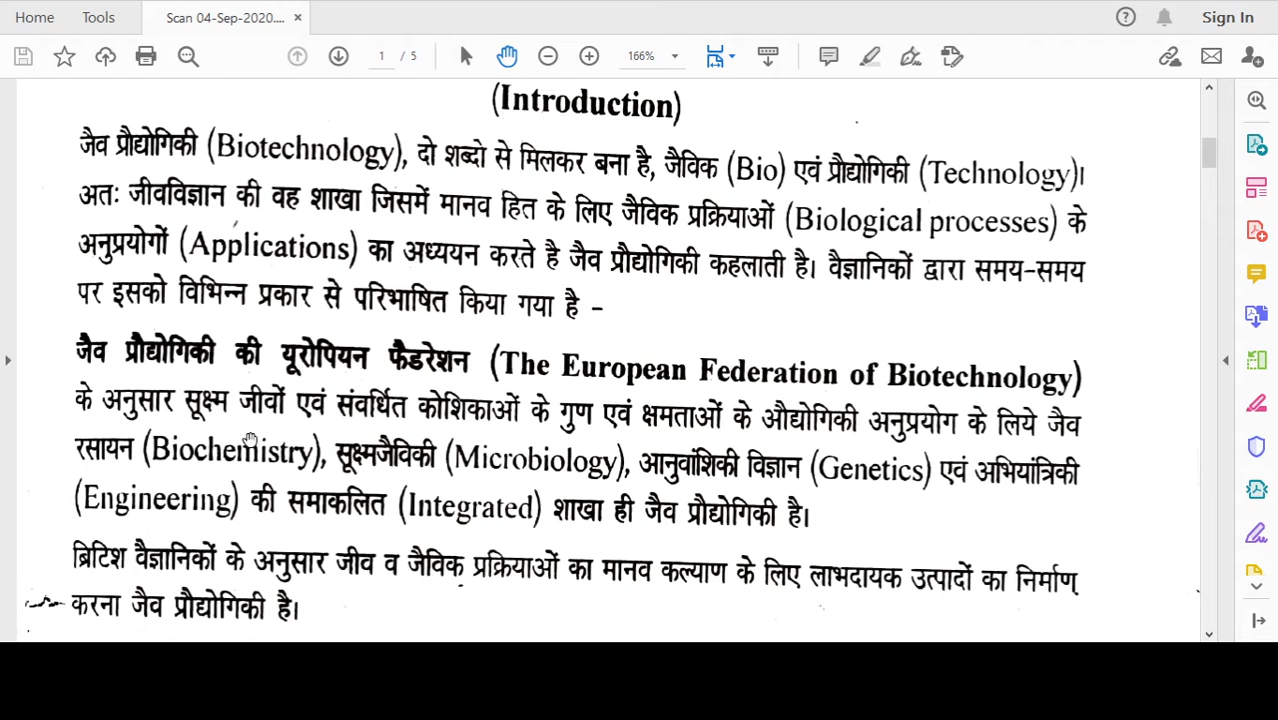 Home Tools Scan 04-Sep-2020.... × Sign In
1 / 5 166%
(Introduction)
जैव प्रौद्योगिकी (Biotechnology), दो शब्दो से मिलकर बना है, जैविक (Bio) एवं प्रौद्योगिकी (Technology)।
अतः जीवविज्ञान की वह शाखा जिसमें मानव हित के लिए जैविक प्रक्रियाओं (Biological processes) के
अनुप्रयोगों (Applications) का अध्ययन करते है जैव प्रौद्योगिकी कहलाती है। वैज्ञानिकों द्वारा समय-समय
पर इसको विभिन्न प्रकार से परिभाषित किया गया है -
जैव प्रौद्योगिकी की यूरोपियन फैडरेशन (The European Federation of Biotechnology)
के अनुसार सूक्ष्म जीवों एवं संवर्धित कोशिकाओं के गुण एवं क्षमताओं के औद्योगिकी अनुप्रयोग के लिये जैव
रसायन (Biochemistry), सूक्ष्मजैविकी (Microbiology), आनुवांशिकी विज्ञान (Genetics) एवं अभियांत्रिकी
(Engineering) की समाकलित (Integrated) शाखा ही जैव प्रौद्योगिकी है।
ब्रिटिश वैज्ञानिकों के अनुसार जीव व जैविक प्रक्रियाओं का मानव कल्याण के लिए लाभदायक उत्पादों का निर्माण
करना जैव प्रौद्योगिकी है।